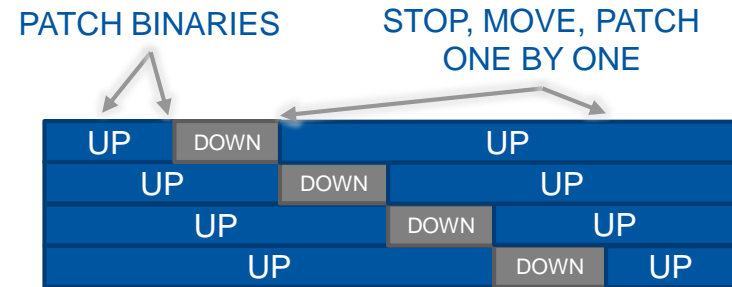 PATCH BINARIES
STOP, MOVE, PATCH
ONE BY ONE
UP DOWN UP
UP DOWN UP
UP DOWN UP
UP DOWN UP